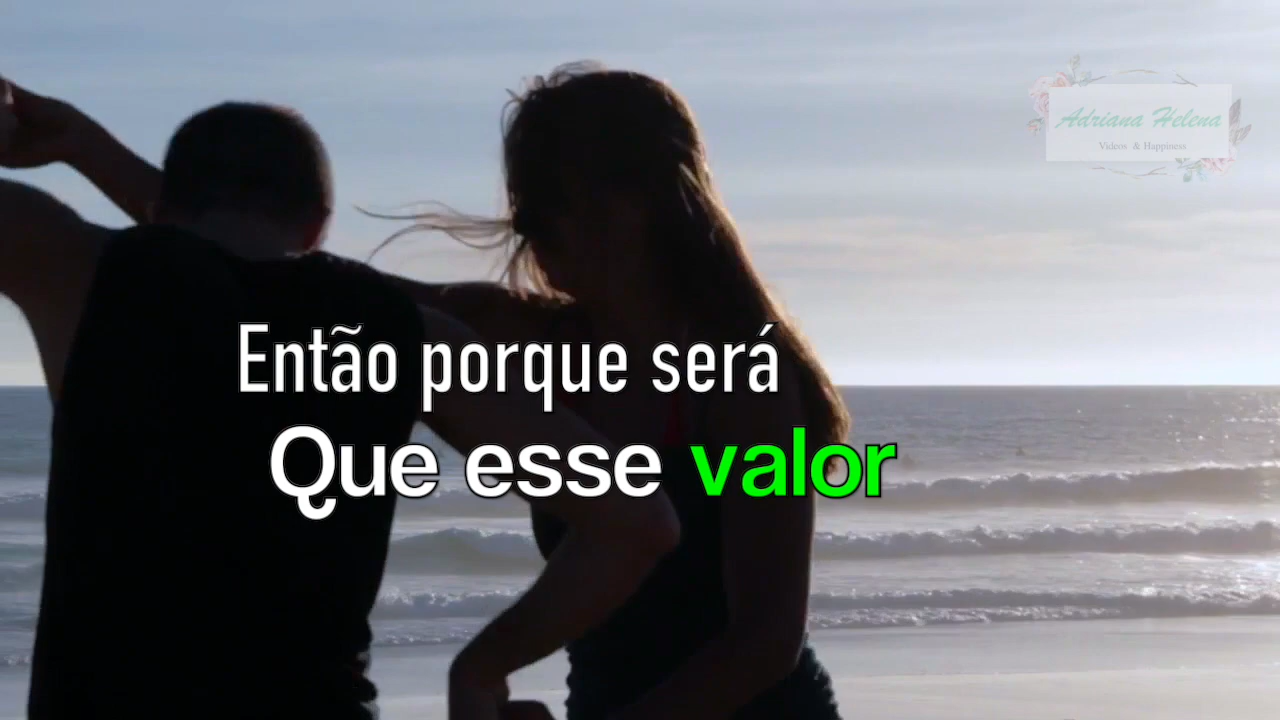 Adriana Helena
Videos & Happiness
Então porque será
Que esse valor